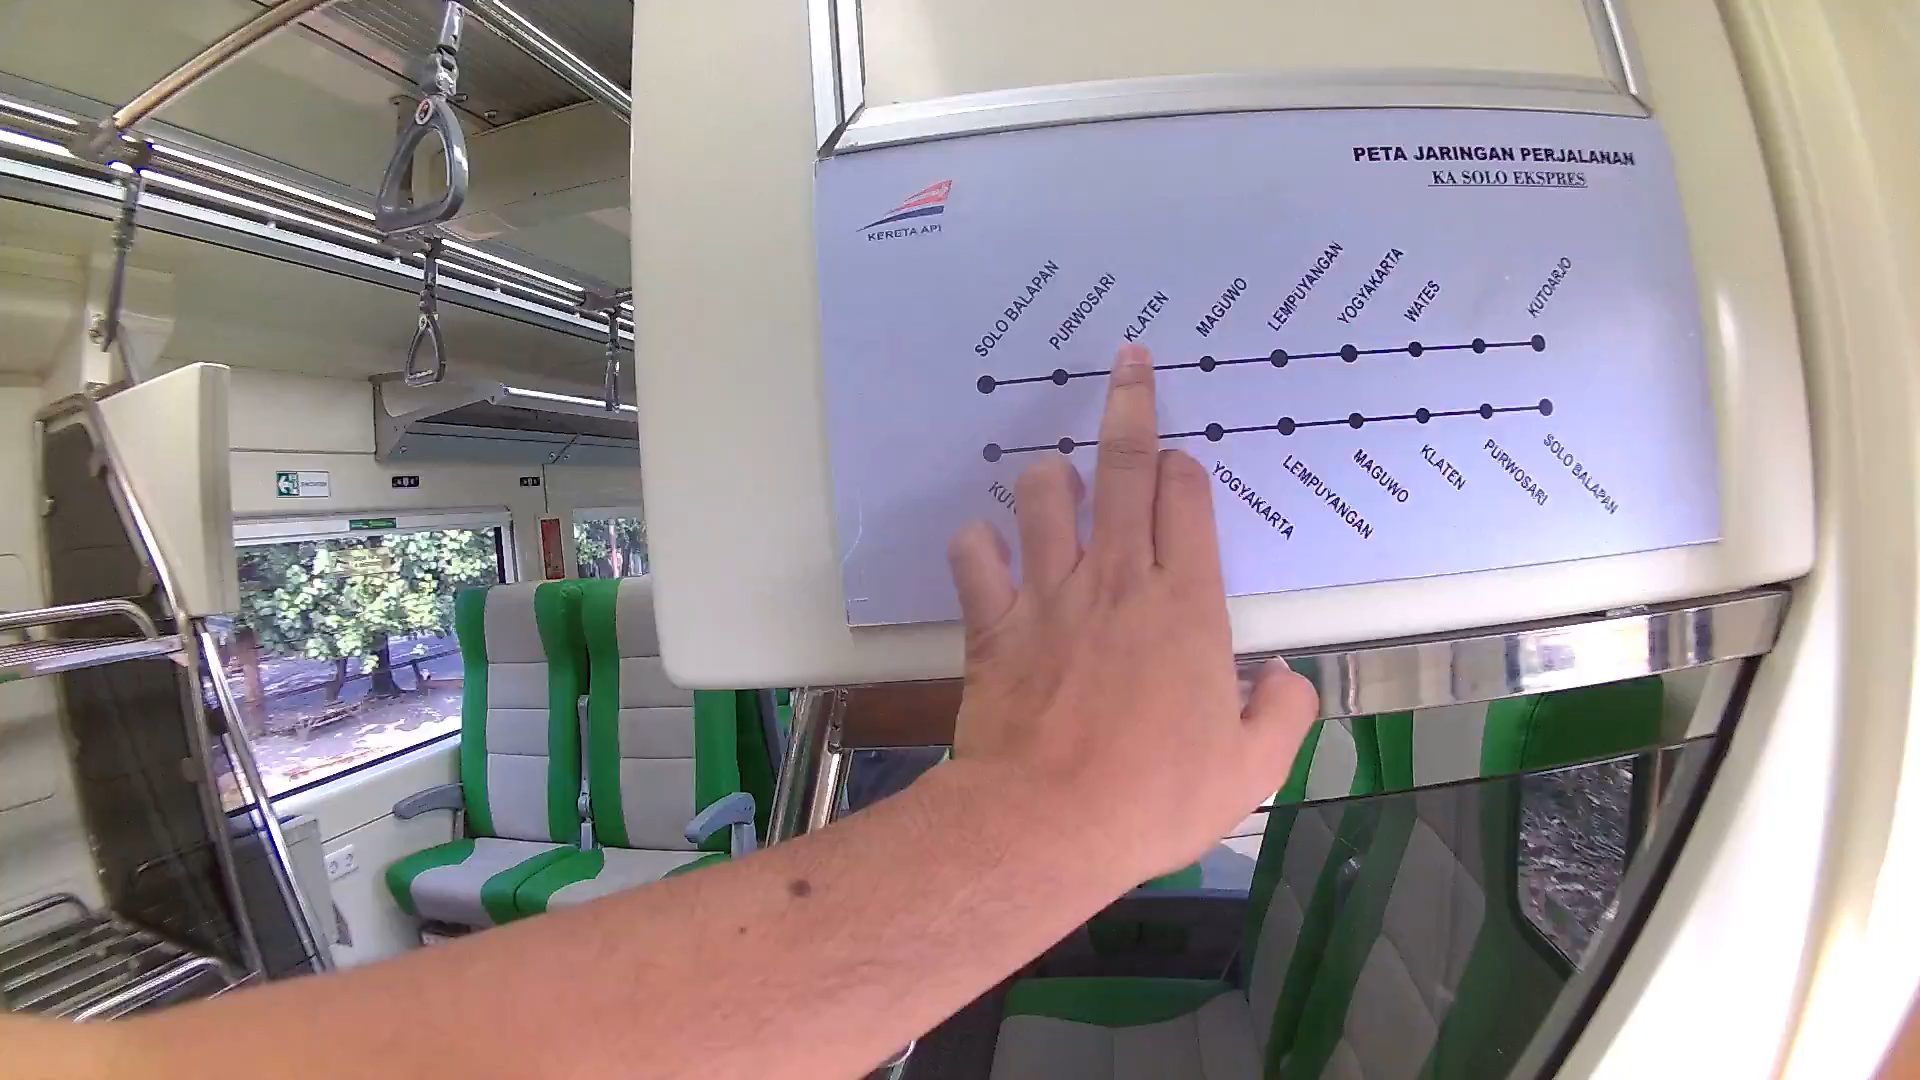 PETA JARINGAN PERJALANAN
KA SOLO EKSPRES
KERETA API
SOLO BALAPAN
PURWOSARI
KLATEN
MAGUWO
LEMPUYANGAN
YOGYAKARTA
WATES
KUTOARJO
YOGYAKARTA
LEMPUYANGAN
MAGUWO
KLATEN
PURWOSARI
SOLO BALAPAN